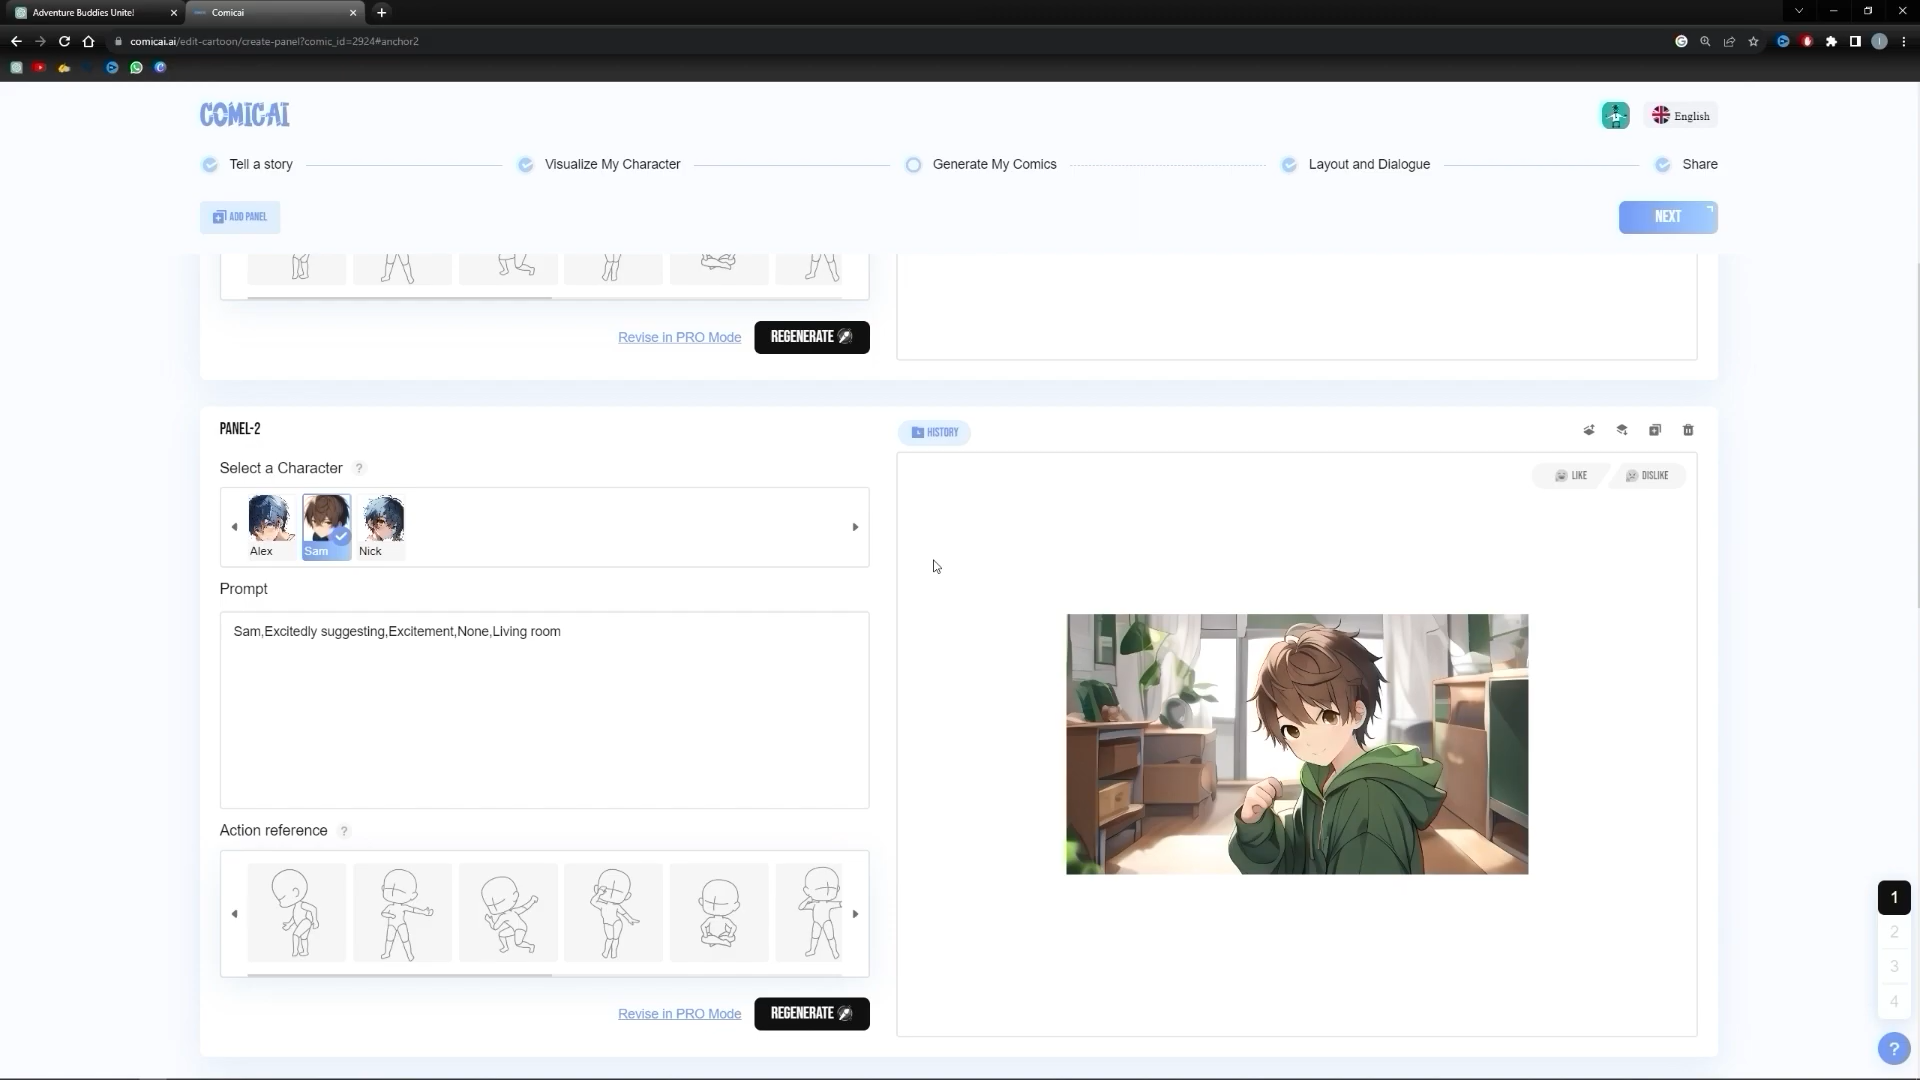 Adventure Buddies Unite!
Comicai
comicai.ai/edit-cartoon/create-panel?comic_id=2924#anchor2
COMICAI
English
Tell a story
Visualize My Character
Generate My Comics
Layout and Dialogue
Share
ADD PANEL
NEXT
Revise in PRO Mode
REGENERATE
PANEL-2
HISTORY
Select a Character ?
LIKE
DISLIKE
Alex
Sam
Nick
Prompt
Sam,Excitedly suggesting,Excitement,None,Living room
Action reference ?
1
2
3
4
Revise in PRO Mode
REGENERATE
?